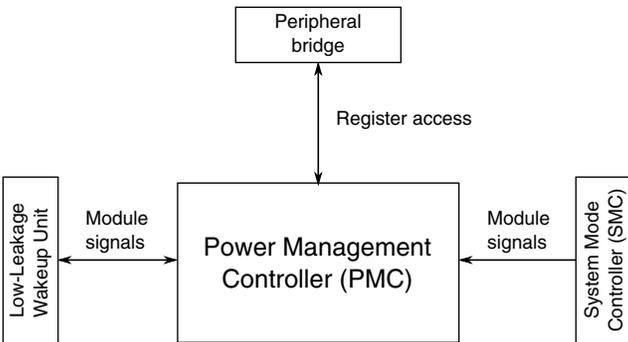 Peripheral
bridge
Register access
Low-Leakage
Wakeup Unit
Module
signals
Power Management
Controller (PMC)
Module
signals
System Mode
Controller (SMC)